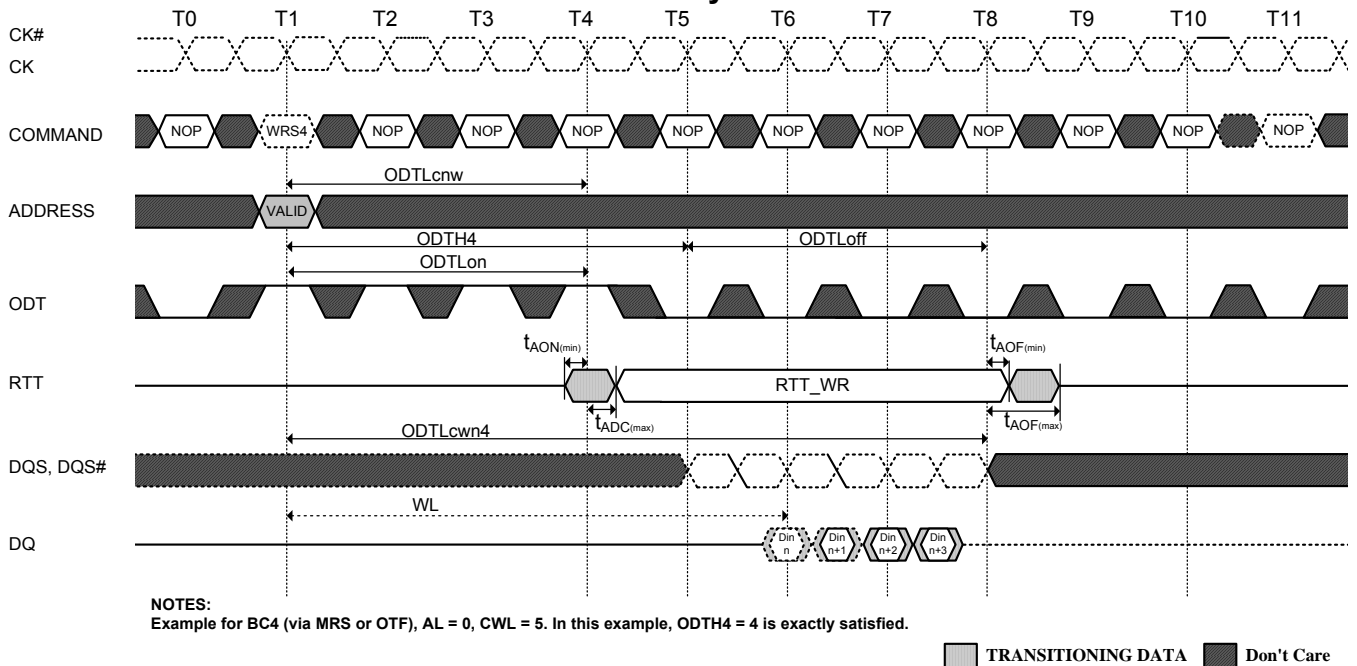 T0 T1 T2 T3 T4 T5 T6 T7 T8 T9 T10 T11
CK#
CK
COMMAND NOP WRS4 NOP NOP NOP NOP NOP NOP NOP NOP NOP NOP
ODTLcnw
ADDRESS VALID
ODTH4 ODTLoff
ODTLon
ODT
tAON(min) tAOF(min)
RTT RTT_WR
tADC(max) tAOF(max)
ODTLcwn4
DQS, DQS#
WL
DQ Din n Din n+1 Din n+2 Din n+3
NOTES:
Example for BC4 (via MRS or OTF), AL = 0, CWL = 5. In this example, ODTH4 = 4 is exactly satisfied.
TRANSITIONING DATA Don't Care